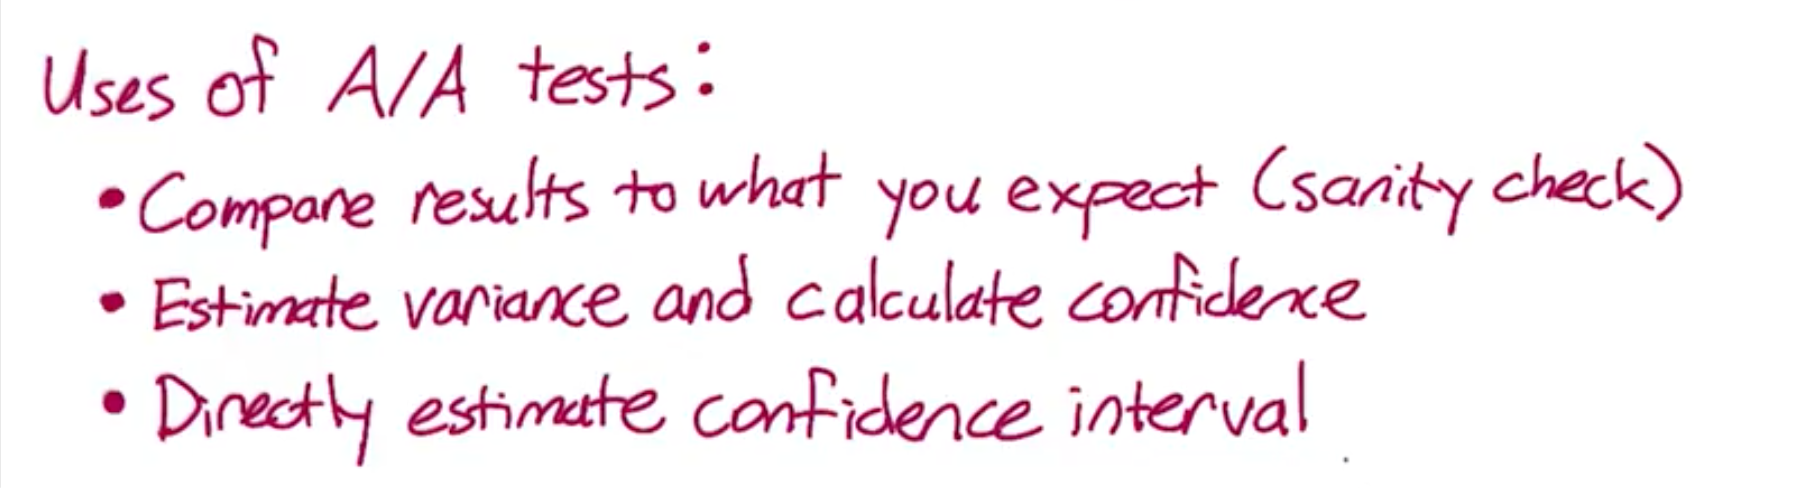 Uses of A/A tests:
• Compare results to what you expect (sanity check)
• Estimate variance and calculate confidence
• Directly estimate confidence interval